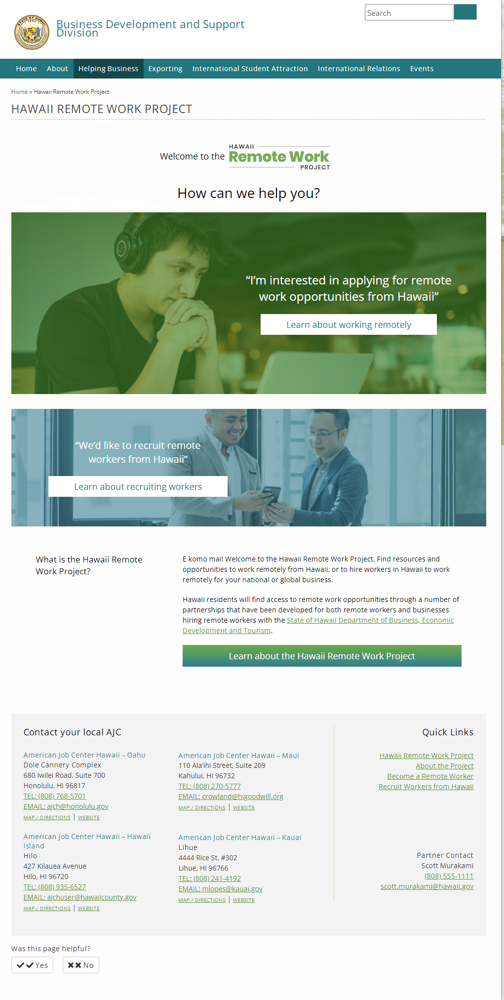 Search
STATE OF HAWAII
1959
Business Development and Support
Division
Home About Helping Business Exporting International Student Attraction International Relations Events
Home » Hawaii Remote Work Project
HAWAII REMOTE WORK PROJECT
Welcome to the
HAWAII
Remote Work
PROJECT
How can we help you?
“I’m interested in applying for remote
work opportunities from Hawaii”
Learn about working remotely
“We’d like to recruit remote
workers from Hawaii”
Learn about recruiting workers
What is the Hawaii Remote
Work Project?
E komo mai! Welcome to the Hawaii Remote Work Project. Find resources and
opportunities to work remotely from Hawaii, or to hire workers in Hawaii to work
remotely for your national or global business.
Hawaii residents will find access to remote work opportunities through a number of
partnerships that have been developed for both remote workers and businesses
hiring remote workers with the State of Hawaii Department of Business, Economic
Development and Tourism.
Learn about the Hawaii Remote Work Project
Contact your local AJC
American Job Center Hawaii – Oahu
Dole Cannery Complex
680 Iwilei Road, Suite 700
Honolulu, HI 96817
TEL: (808) 768-5701
EMAIL: ajch@honolulu.gov
MAP / DIRECTIONS | WEBSITE
American Job Center Hawaii – Maui
110 Ala'ihi Street, Suite 209
Kahului, HI 96732
TEL: (808) 270-5777
EMAIL: crowland@higoodwill.org
MAP / DIRECTIONS | WEBSITE
American Job Center Hawaii – Hawaii
Island
Hilo
427 Kilauea Avenue
Hilo, HI 96720
TEL: (808) 935-6527
EMAIL: ajchuser@hawaiicounty.gov
MAP / DIRECTIONS | WEBSITE
American Job Center Hawaii – Kauai
Lihue
4444 Rice St. #302
Lihue, HI 96766
TEL: (808) 241-4192
EMAIL: mlopes@kauai.gov
MAP / DIRECTIONS | WEBSITE
Quick Links
Hawaii Remote Work Project
About the Project
Become a Remote Worker
Recruit Workers from Hawaii
Partner Contact
Scott Murakami
(808) 555-1111
scott.murakami@hawaii.gov
Was this page helpful?
Yes No